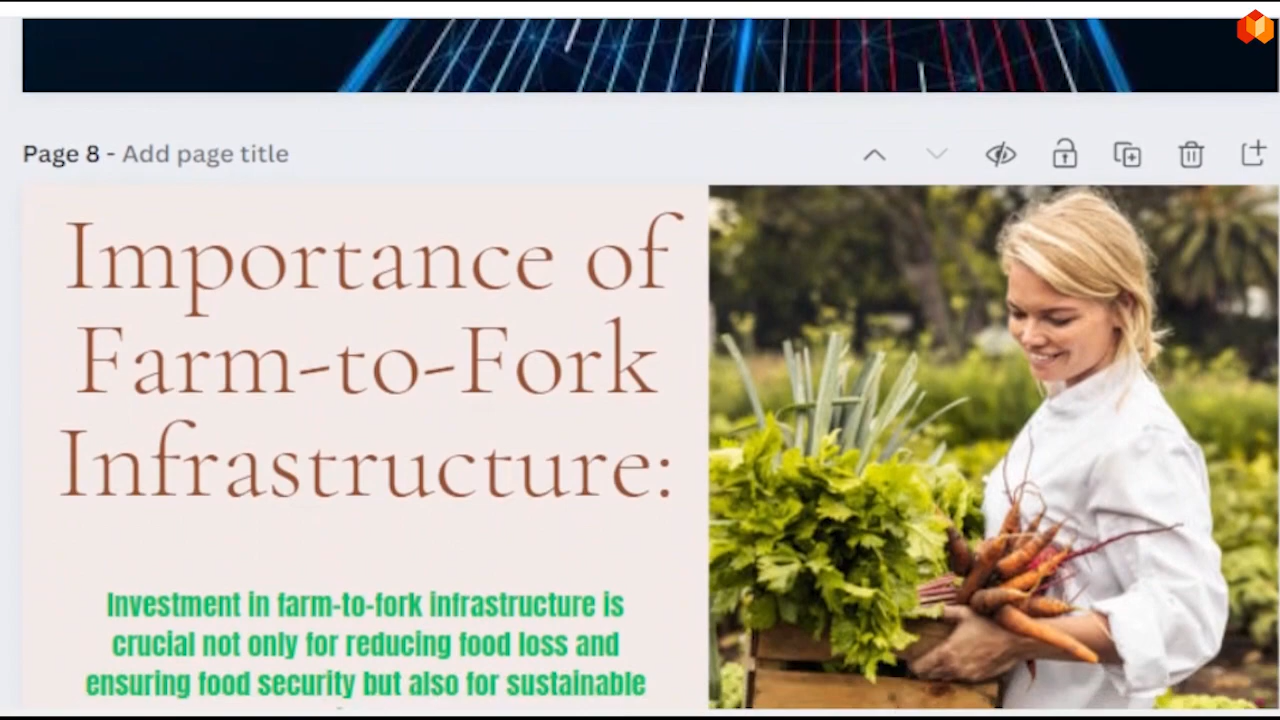 Page 8 - Add page title
Importance of
Farm-to-Fork
Infrastructure:
Investment in farm-to-fork infrastructure is
crucial not only for reducing food loss and
ensuring food security but also for sustainable